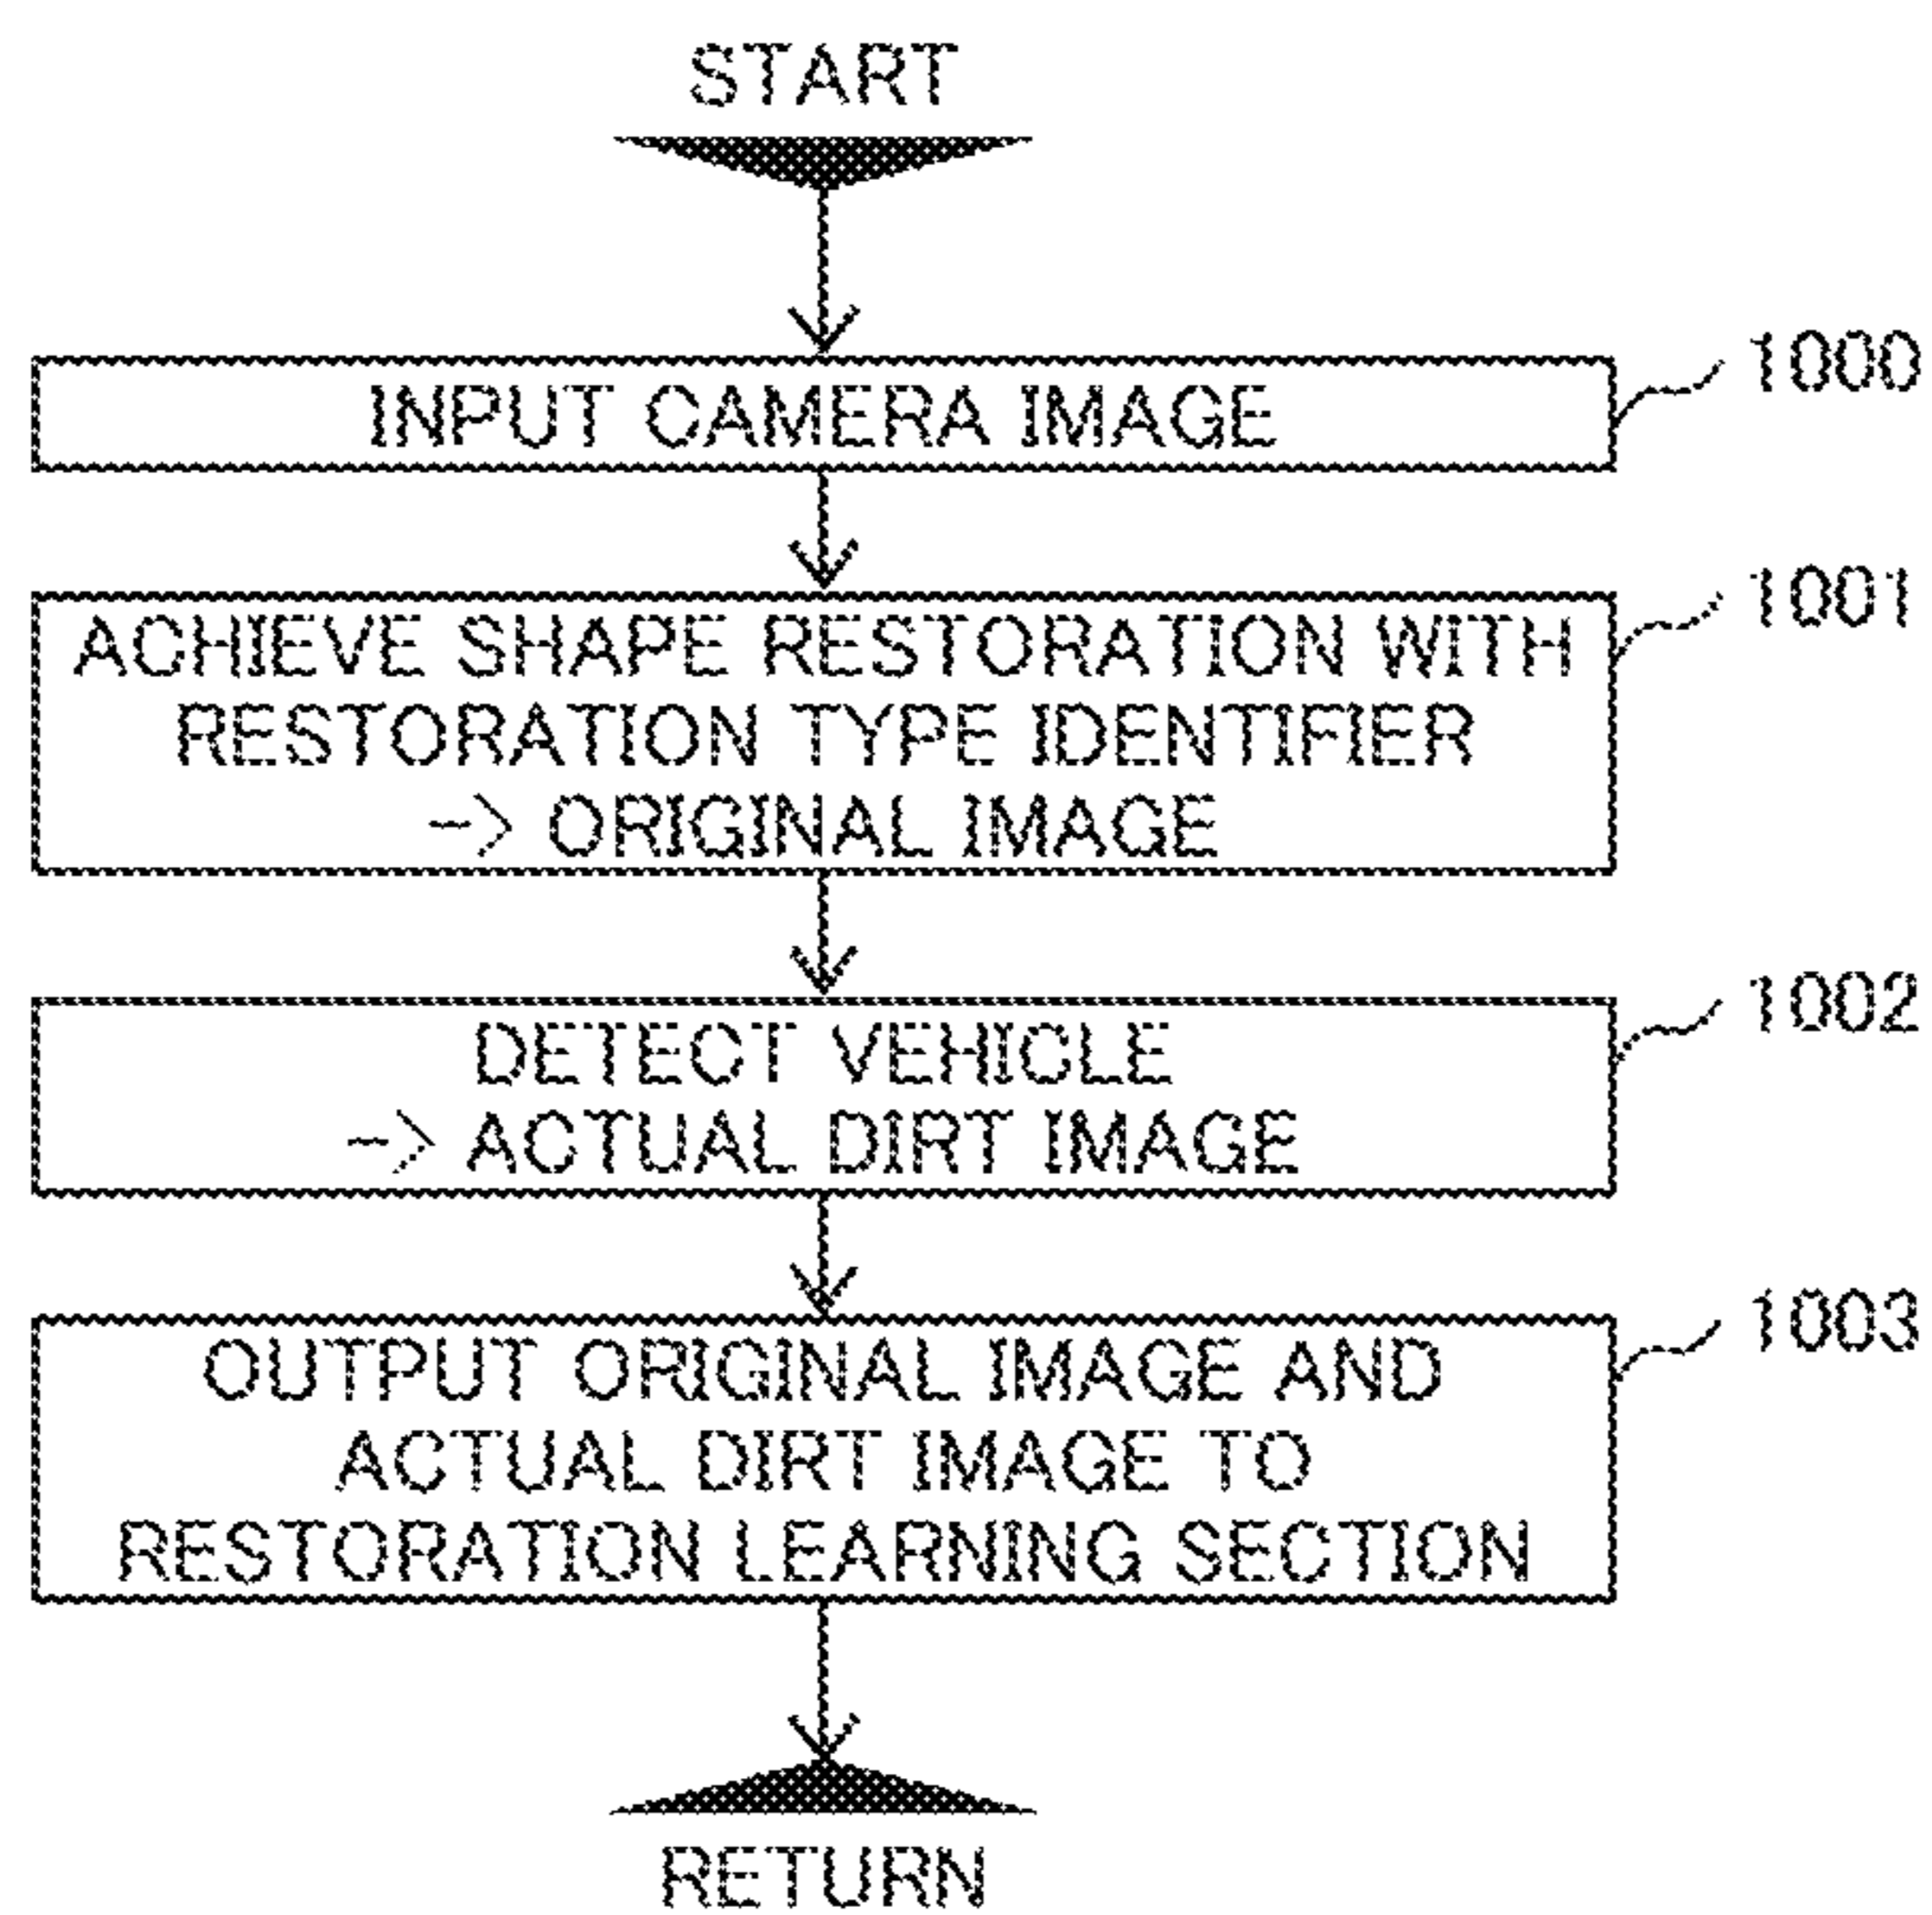 START
INPUT CAMERA IMAGE
1000
ACHIEVE SHAPE RESTORATION WITH
RESTORATION TYPE IDENTIFIER
-> ORIGINAL IMAGE
1001
DETECT VEHICLE
-> ACTUAL DIRT IMAGE
1002
OUTPUT ORIGINAL IMAGE AND
ACTUAL DIRT IMAGE TO
RESTORATION LEARNING SECTION
1003
RETURN